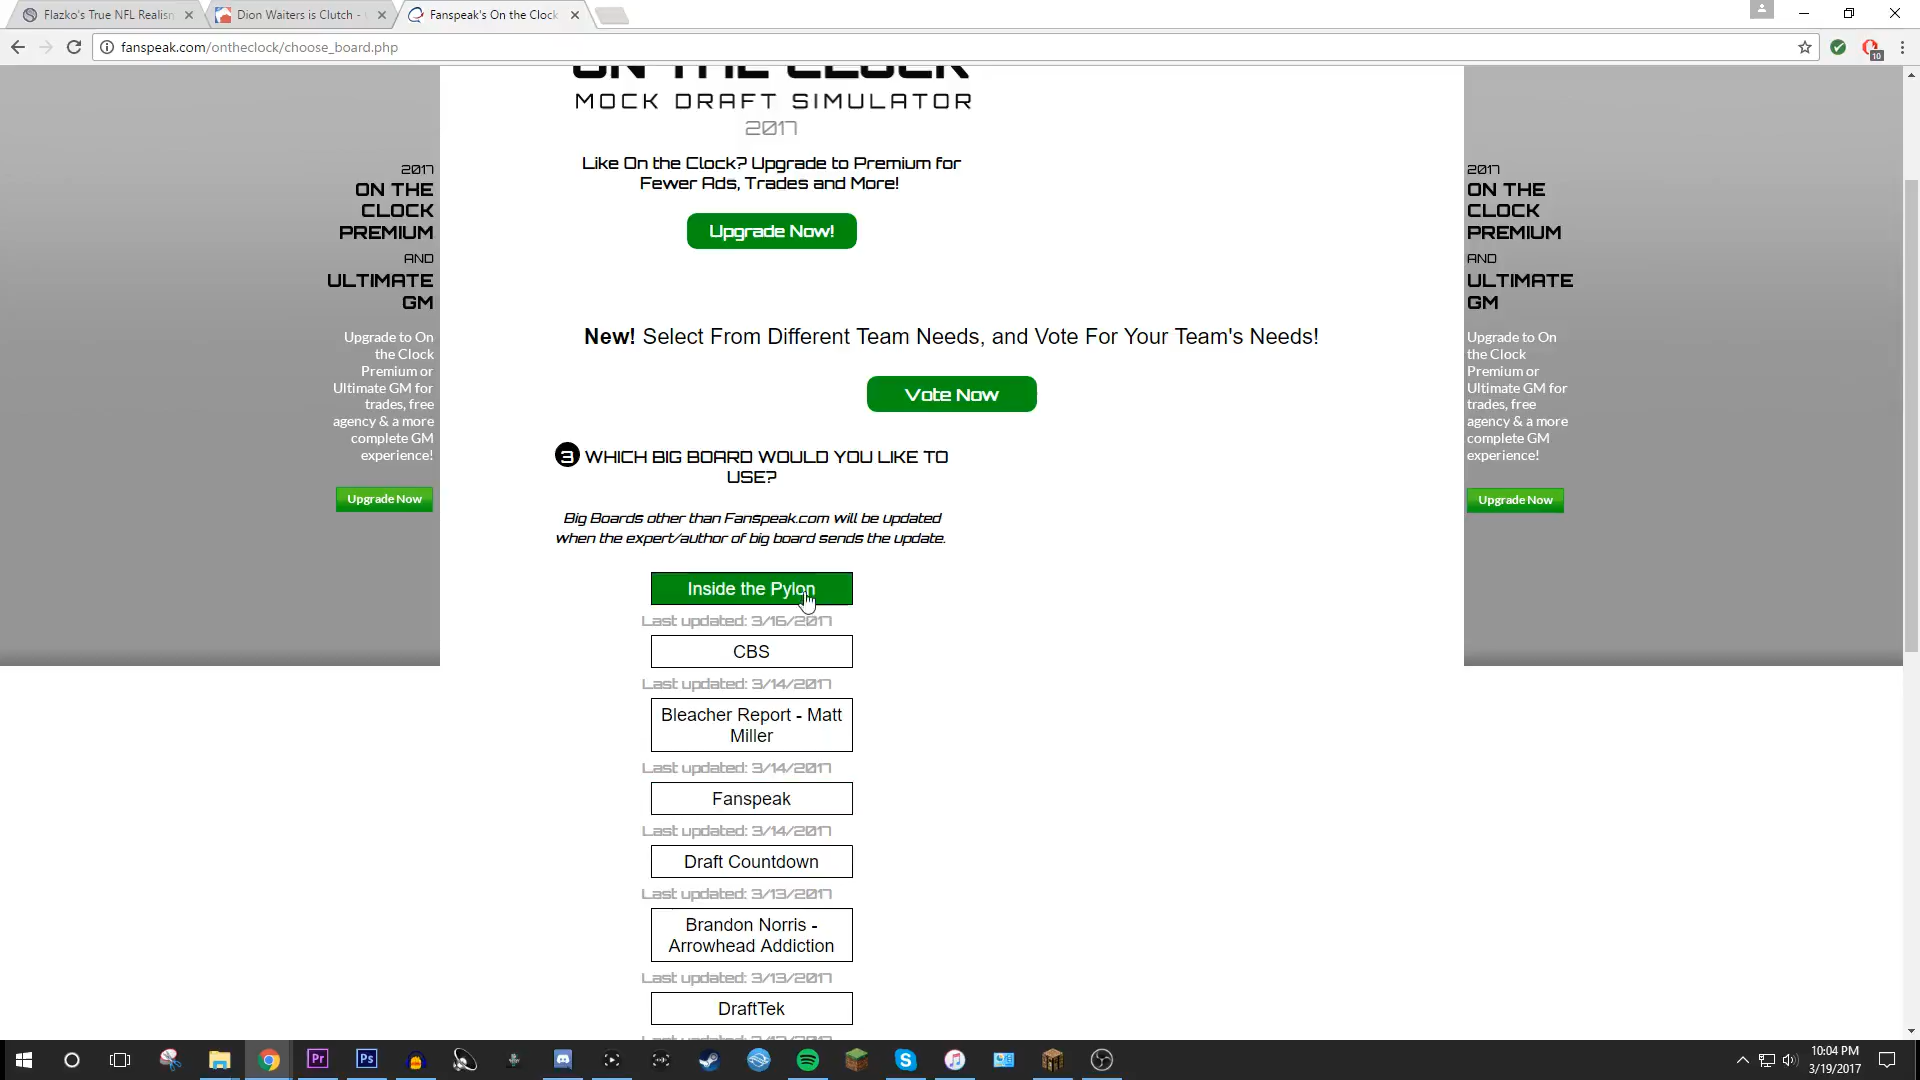 Flazko's True NFL Realism
Dion Waiters is Clutch -
Fanspeak's On the Clock
fanspeak.com/ontheclock/choose_board.php
10
ON THE CLOCK
MOCK DRAFT SIMULATOR
2017
Like On the Clock? Upgrade to Premium for
Fewer Ads, Trades and More!
Upgrade Now!
2017
ON THE
CLOCK
PREMIUM
AND
ULTIMATE
GM
Upgrade to On
the Clock
Premium or
Ultimate GM for
trades, free
agency & a more
complete GM
experience!
Upgrade Now
2017
ON THE
CLOCK
PREMIUM
AND
ULTIMATE
GM
Upgrade to On
the Clock
Premium or
Ultimate GM for
trades, free
agency & a more
complete GM
experience!
Upgrade Now
New! Select From Different Team Needs, and Vote For Your Team's Needs!
Vote Now
3 WHICH BIG BOARD WOULD YOU LIKE TO
USE?
Big Boards other than Fanspeak.com will be updated
when the expert/author of big board sends the update.
Inside the Pylon
Last updated: 3/16/2017
CBS
Last updated: 3/14/2017
Bleacher Report - Matt
Miller
Last updated: 3/14/2017
Fanspeak
Last updated: 3/14/2017
Draft Countdown
Last updated: 3/13/2017
Brandon Norris -
Arrowhead Addiction
Last updated: 3/13/2017
DraftTek
Pr
Ps
10:04 PM
3/19/2017